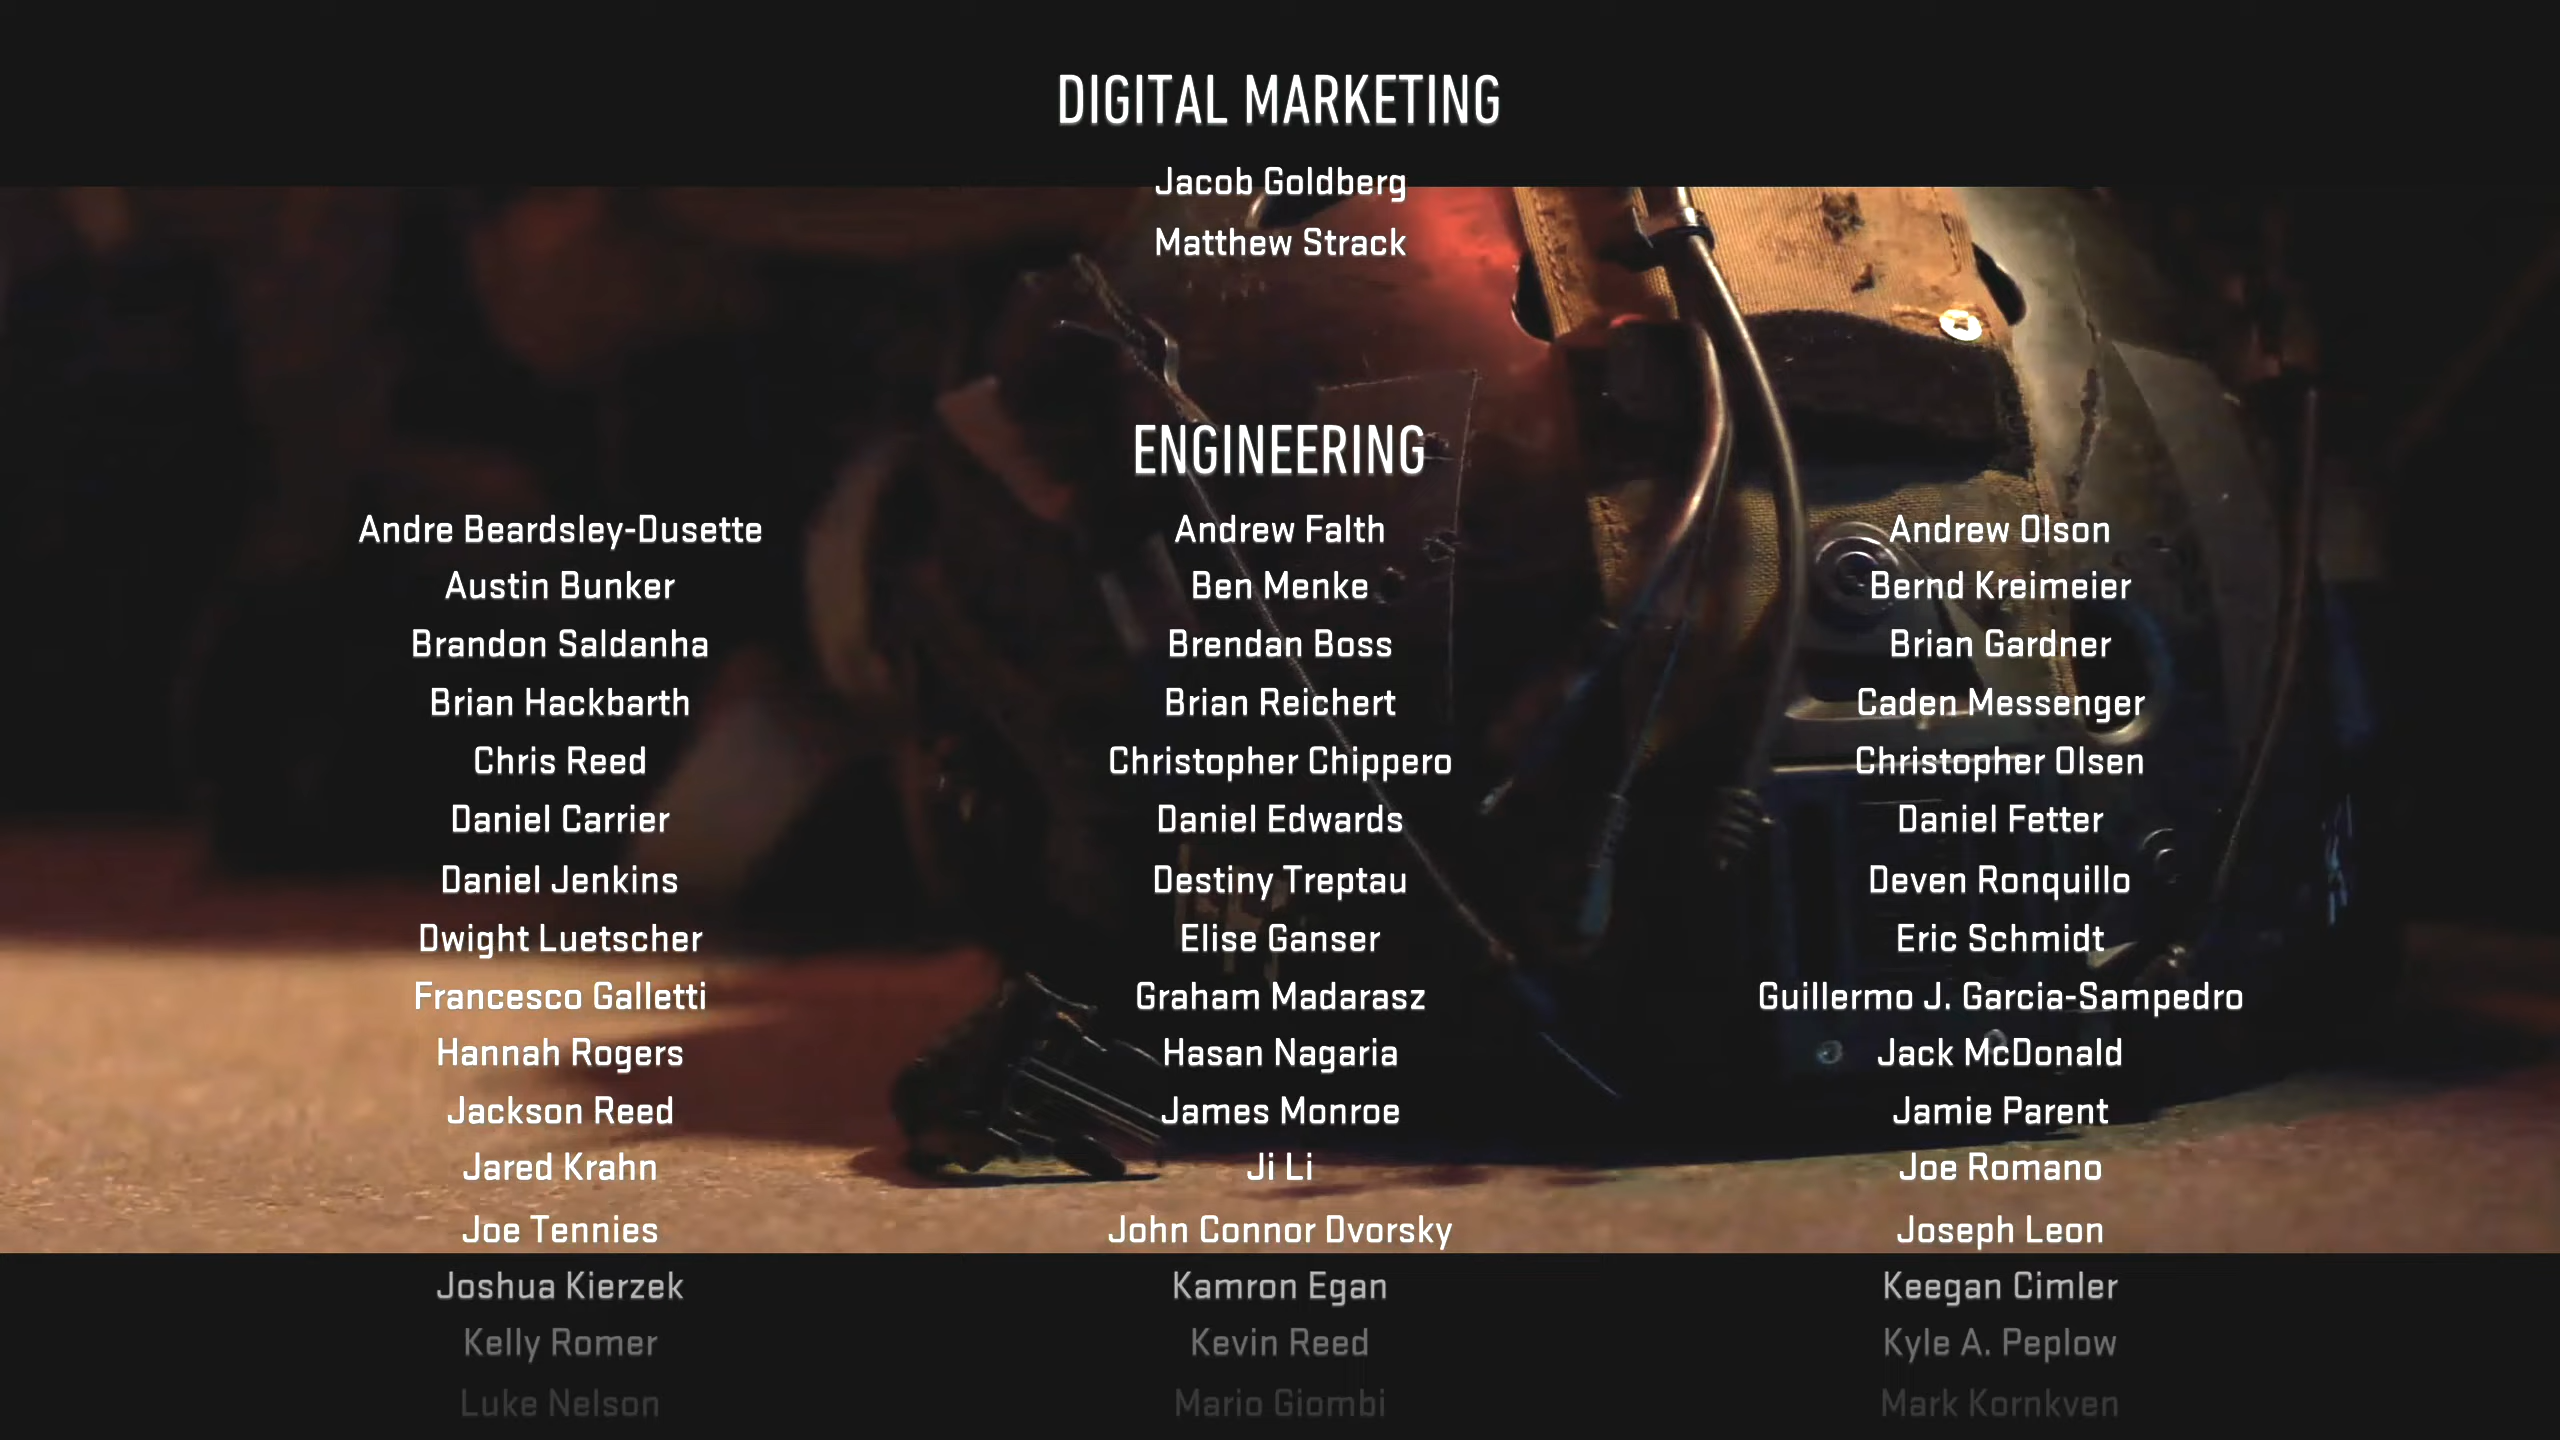 DIGITAL MARKETING
Jacob Goldberg
Matthew Strack
ENGINEERING
Andre Beardsley-Dusette Andrew Falth Andrew Olson
Austin Bunker Ben Menke Bernd Kreimeier
Brandon Saldanha Brendan Boss Brian Gardner
Brian Hackbarth Brian Reichert Caden Messenger
Chris Reed Christopher Chippero Christopher Olsen
Daniel Carrier Daniel Edwards Daniel Fetter
Daniel Jenkins Destiny Treptau Deven Ronquillo
Dwight Luetscher Elise Ganser Eric Schmidt
Francesco Galletti Graham Madarasz Guillermo J. Garcia-Sampedro
Hannah Rogers Hasan Nagaria Jack McDonald
Jackson Reed James Monroe Jamie Parent
Jared Krahn Ji Li Joe Romano
Joe Tennies John Connor Dvorsky Joseph Leon
Joshua Kierzek Kamron Egan Keegan Cimler
Kelly Romer Kevin Reed Kyle A. Peplow
Luke Nelson Mario Giombi Mark Kornkven